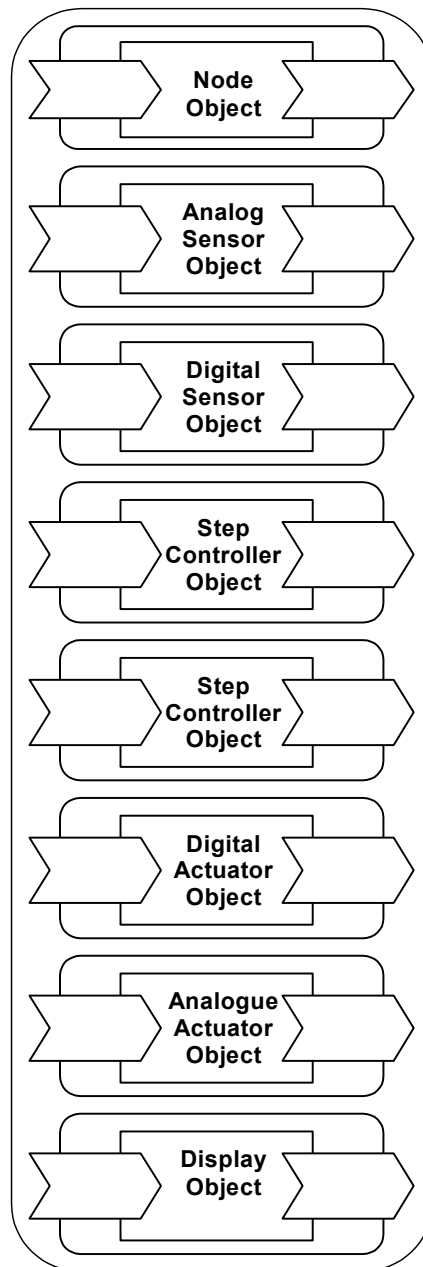 Node
Object
Analog
Sensor
Object
Digital
Sensor
Object
Step
Controller
Object
Step
Controller
Object
Digital
Actuator
Object
Analogue
Actuator
Object
Display
Object